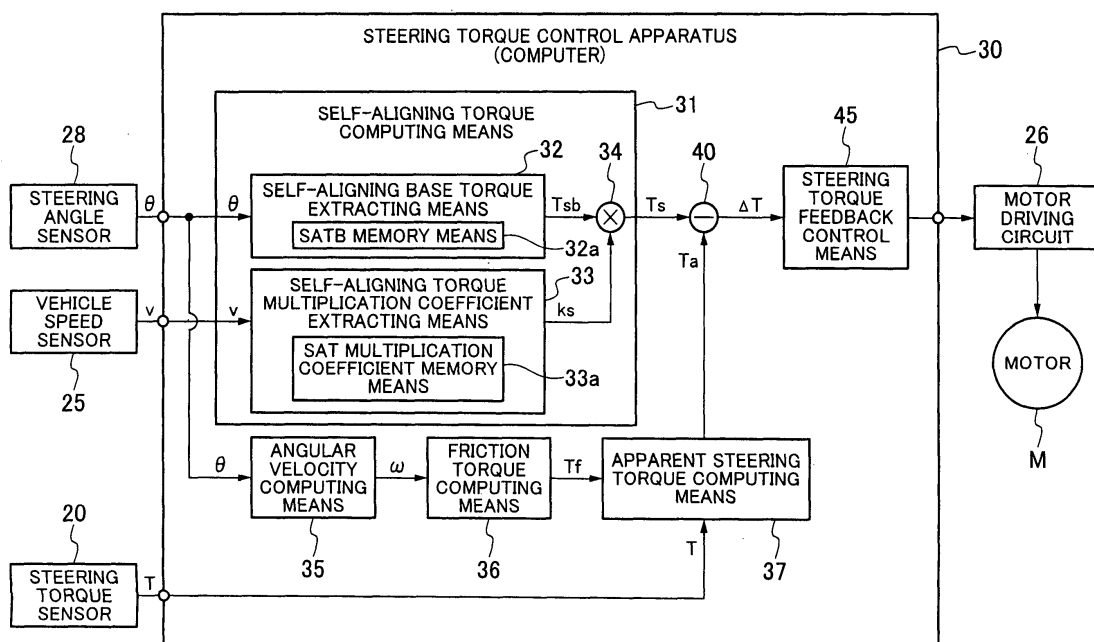 STEERING TORQUE CONTROL APPARATUS
(COMPUTER)
30
SELF-ALIGNING TORQUE
COMPUTING MEANS
31
28
STEERING
ANGLE
SENSOR
θ
θ
32
SELF-ALIGNING BASE TORQUE
EXTRACTING MEANS
SATB MEMORY MEANS
32a
Tsb
34
Ts
40
ΔT
45
STEERING
TORQUE
FEEDBACK
CONTROL
MEANS
26
MOTOR
DRIVING
CIRCUIT
VEHICLE
SPEED
SENSOR
25
v
v
33
SELF-ALIGNING TORQUE
MULTIPLICATION COEFFICIENT
EXTRACTING MEANS
SAT MULTIPLICATION
COEFFICIENT MEMORY
MEANS
33a
ks
Ta
MOTOR
M
θ
ANGULAR
VELOCITY
COMPUTING
MEANS
35
ω
FRICTION
TORQUE
COMPUTING
MEANS
36
Tf
APPARENT STEERING
TORQUE COMPUTING
MEANS
37
T
20
STEERING
TORQUE
SENSOR
T